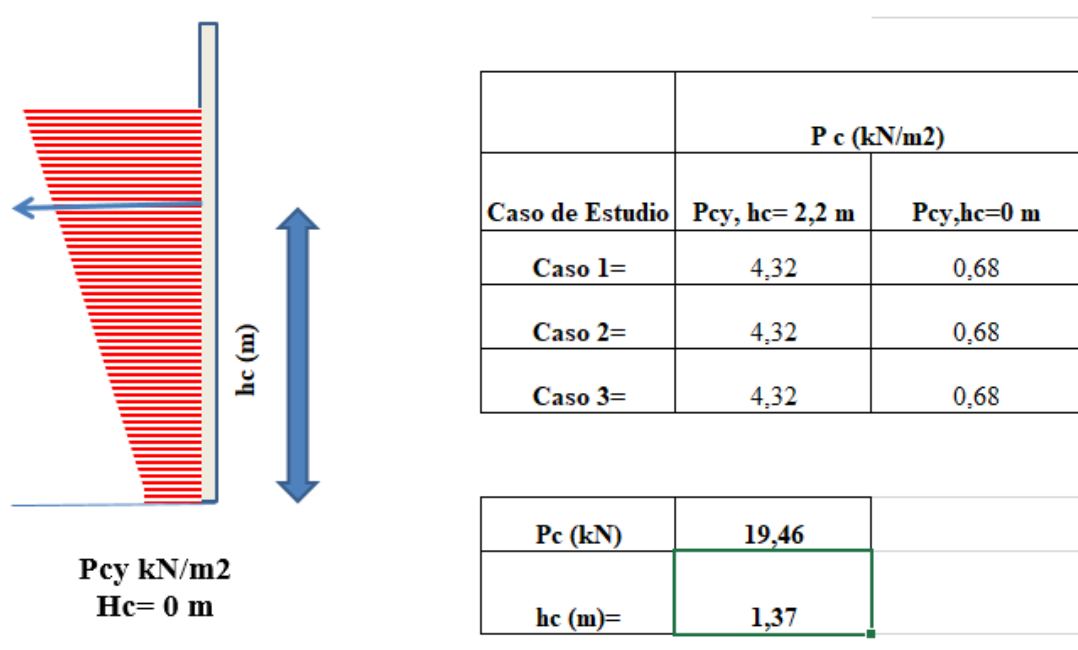 hc (m)
Pcy kN/m2
Hc= 0 m
P c (kN/m2)
Caso de Estudio Pcy, hc= 2,2 m Pcy,hc=0 m
Caso 1= 4,32 0,68
Caso 2= 4,32 0,68
Caso 3= 4,32 0,68
Pc (kN) 19,46
hc (m)= 1,37